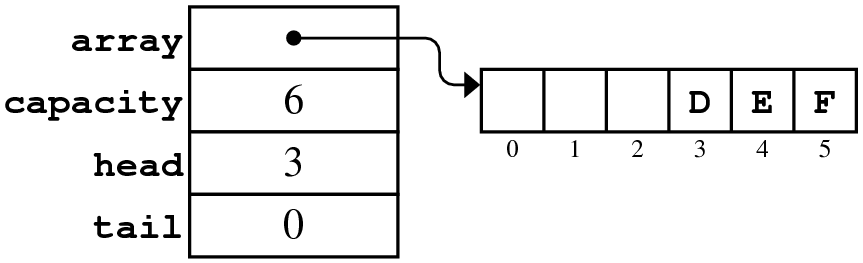 array
capacity 6
head 3
tail 0
D E F
0 1 2 3 4 5